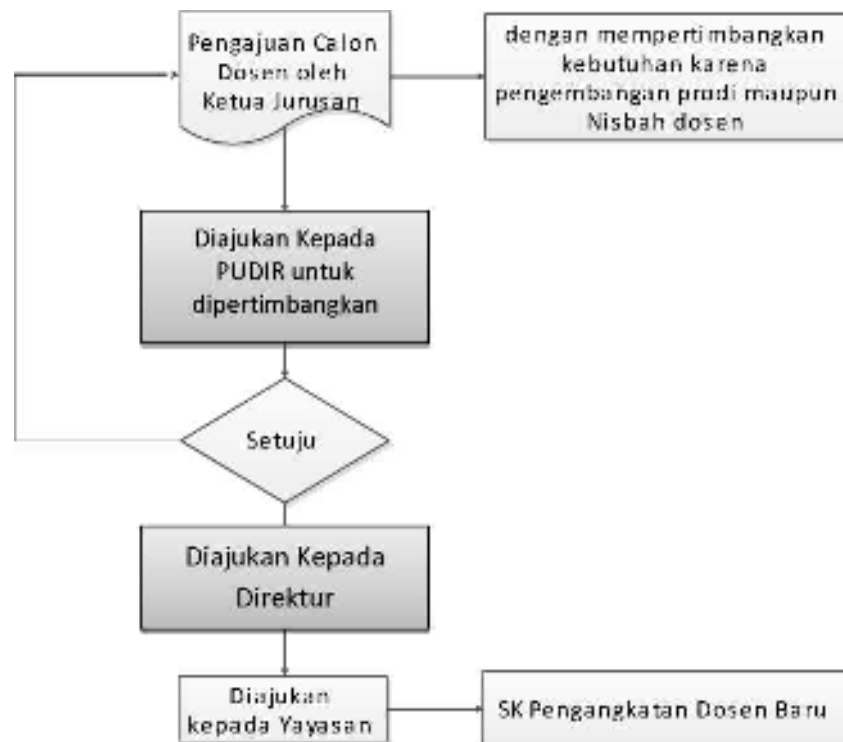 Pengajuan Calon
Dosen oleh
Ketua Jurusan
dengan mempertimbangkan
kebutuhan karena
pengembangan prodi maupun
Nisbah dosen
Diajukan Kepada
PUDIR untuk
dipertimbangkan
Setuju
Diajukan Kepada
Direktur
Diajukan
kepada Yayasan
SK Pengangkatan Dosen Baru